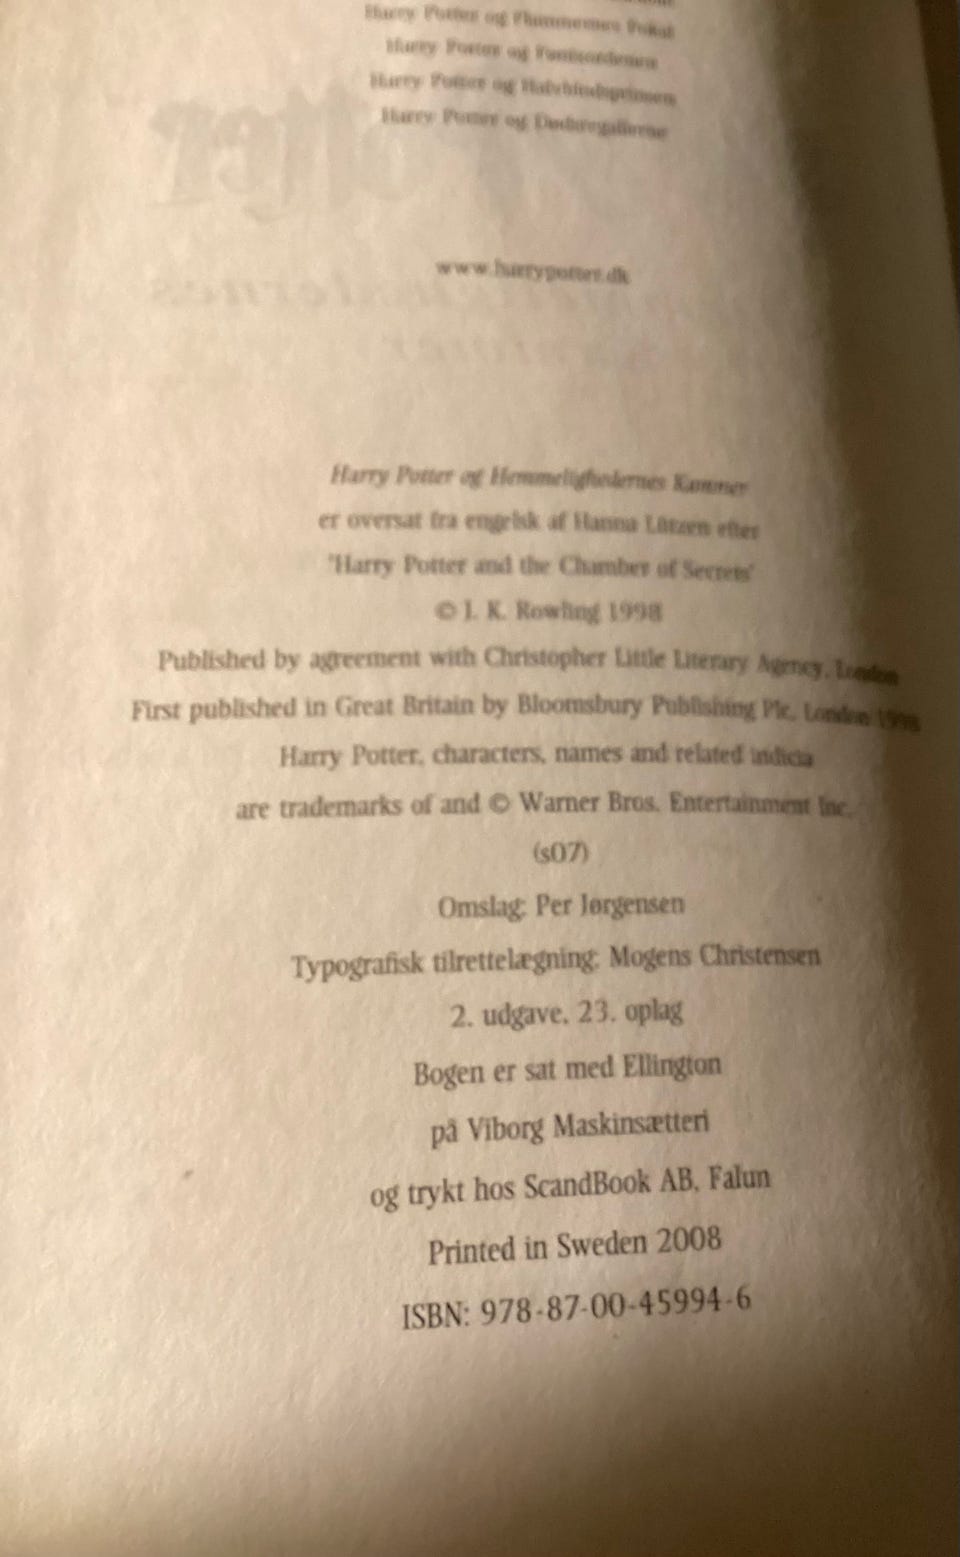 Harry Potter og Flammernes Pokal
Harry Potter og Fønixordenen
Harry Potter og Halvblodsprinsen
Harry Potter og Dødsregalierne
www.harrypotter.dk
Harry Potter og Hemmelighedernes Kammer
er oversat fra engelsk af Hanna Lützen efter
'Harry Potter and the Chamber of Secrets'
© J. K. Rowling 1998
Published by agreement with Christopher Little Literary Agency, London
First published in Great Britain by Bloomsbury Publishing Plc, London 1998
Harry Potter, characters, names and related indicia
are trademarks of and © Warner Bros. Entertainment Inc.
(s07)
Omslag: Per Jørgensen
Typografisk tilrettelægning: Mogens Christensen
2. udgave, 23. oplag
Bogen er sat med Ellington
på Viborg Maskinsætteri
og trykt hos ScandBook AB, Falun
Printed in Sweden 2008
ISBN: 978-87-00-45994-6